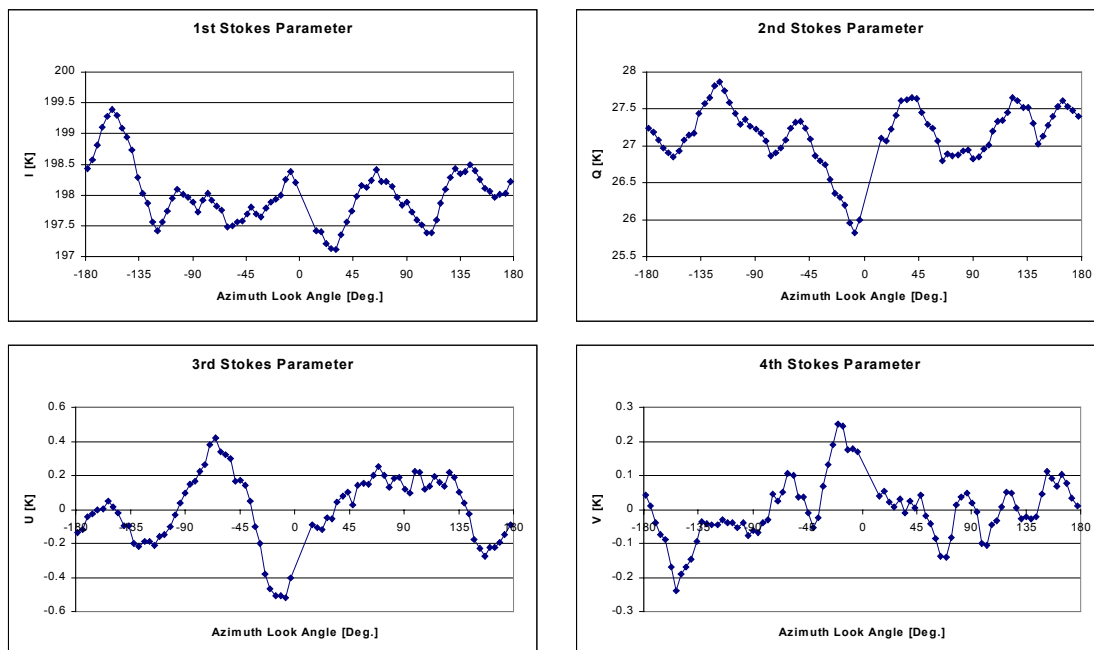 1st Stokes Parameter
I [K]
200
199.5
199
198.5
198
197.5
197
-180 -135 -90 -45 0 45 90 135 180
Azimuth Look Angle [Deg.]
2nd Stokes Parameter
Q [K]
28
27.5
27
26.5
26
25.5
-180 -135 -90 -45 0 45 90 135 180
Azimuth Look Angle [Deg.]
3rd Stokes Parameter
U [K]
0.6
0.4
0.2
0
-0.2
-0.4
-0.6
-180 -135 -90 -45 0 45 90 135 180
Azimuth Look Angle [Deg.]
4th Stokes Parameter
V [K]
0.3
0.2
0.1
0
-0.1
-0.2
-0.3
-180 -135 -90 -45 0 45 90 135 180
Azimuth Look Angle [Deg.]